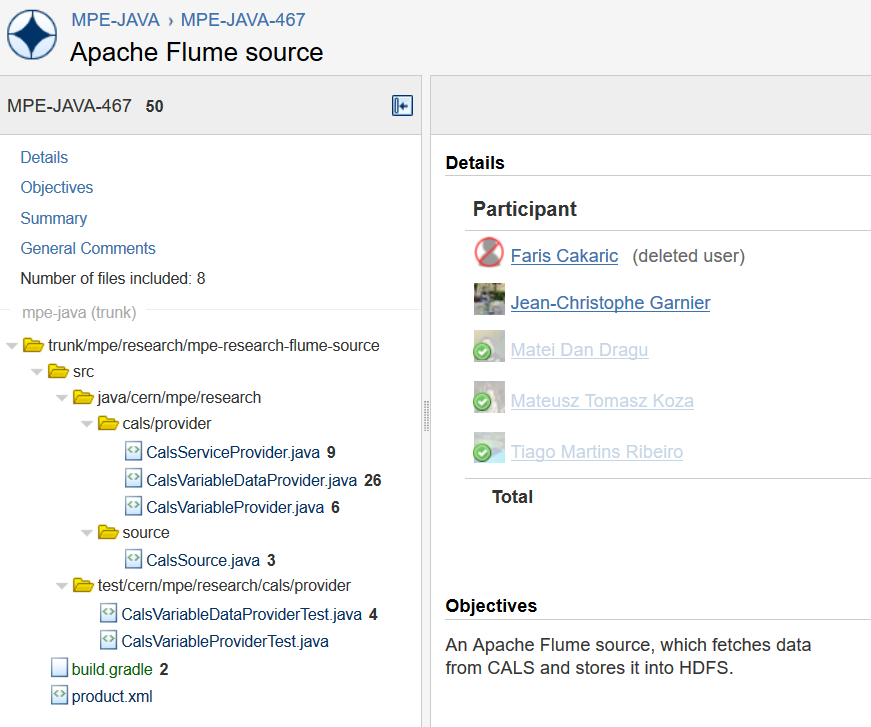 MPE-JAVA › MPE-JAVA-467
Apache Flume source
MPE-JAVA-467 50
Details
Objectives
Summary
General Comments
Number of files included: 8
mpe-java (trunk)
trunk/mpe/research/mpe-research-flume-source
src
java/cern/mpe/research
cals/provider
CalsServiceProvider.java 9
CalsVariableDataProvider.java 26
CalsVariableProvider.java 6
source
CalsSource.java 3
test/cern/mpe/research/cals/provider
CalsVariableDataProviderTest.java 4
CalsVariableProviderTest.java
build.gradle 2
product.xml
Details
Participant
Faris Cakaric (deleted user)
Jean-Christophe Garnier
Matei Dan Dragu
Mateusz Tomasz Koza
Tiago Martins Ribeiro
Total
Objectives
An Apache Flume source, which fetches data
from CALS and stores it into HDFS.